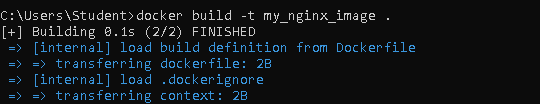 C:\Users\Student>docker build -t my_nginx_image .
[+] Building 0.1s (2/2) FINISHED
=> [internal] load build definition from Dockerfile
=> => transferring dockerfile: 2B
=> [internal] load .dockerignore
=> => transferring context: 2B